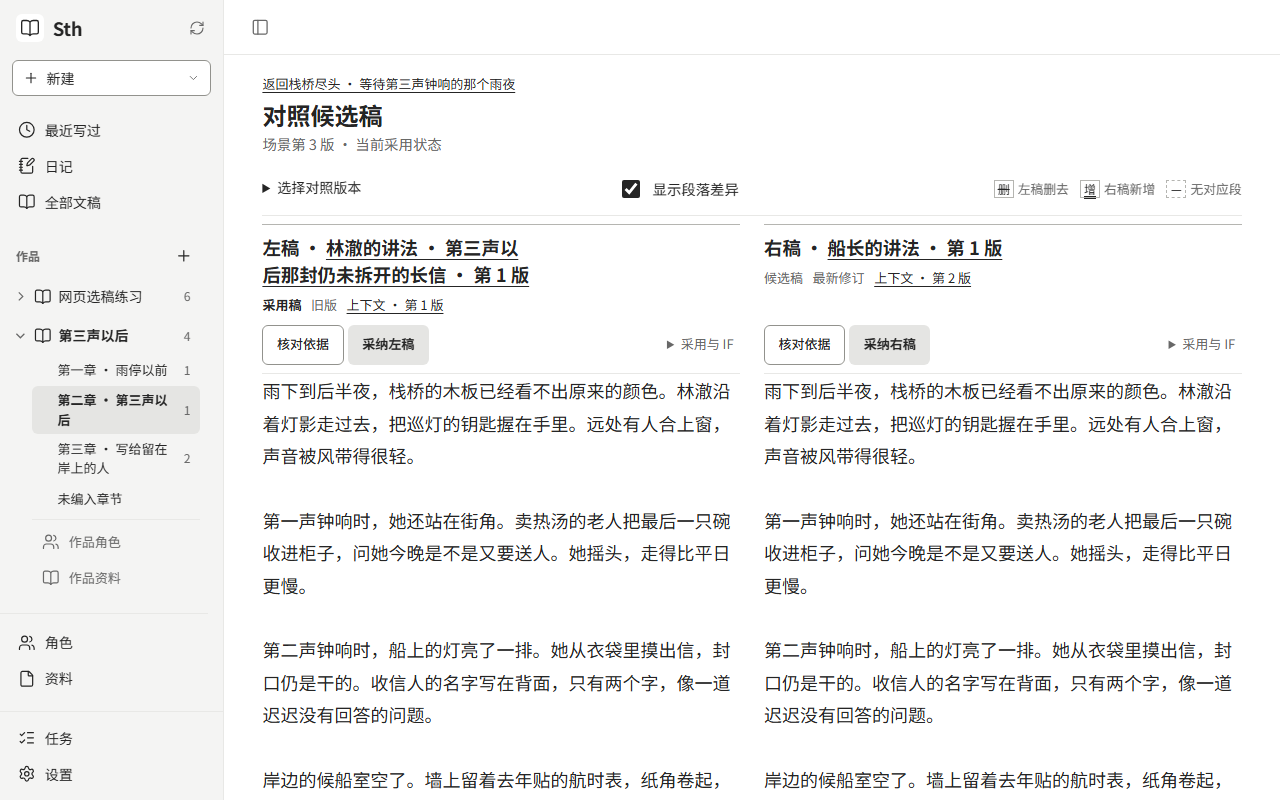 Sth
新建
最近写过
日记
全部文稿
作品
网页选稿练习 6
第三声以后 4
第一章 · 雨停以前 1
第二章 · 第三声以
后 1
第三章 · 写给留在
岸上的人 2
未编入章节
作品角色
作品资料
角色
资料
任务
设置
返回栈桥尽头 · 等待第三声钟响的那个雨夜
对照候选稿
场景第 3 版 · 当前采用状态
选择对照版本
显示段落差异
删 左稿删去 增 右稿新增 — 无对应段
左稿 · 林澈的讲法 · 第三声以
后那封仍未拆开的长信 · 第 1 版
采用稿 旧版 上下文 · 第 1 版
核对依据 采纳左稿 采用与 IF
雨下到后半夜，栈桥的木板已经看不出原来的颜色。林澈沿
着灯影走过去，把巡灯的钥匙握在手里。远处有人合上窗，
声音被风带得很轻。
第一声钟响时，她还站在街角。卖热汤的老人把最后一只碗
收进柜子，问她今晚是不是又要送人。她摇头，走得比平日
更慢。
第二声钟响时，船上的灯亮了一排。她从衣袋里摸出信，封
口仍是干的。收信人的名字写在背面，只有两个字，像一道
迟迟没有回答的问题。
岸边的候船室空了。墙上留着去年贴的航时表，纸角卷起，
右稿 · 船长的讲法 · 第 1 版
候选稿 最新修订 上下文 · 第 2 版
核对依据 采纳右稿 采用与 IF
雨下到后半夜，栈桥的木板已经看不出原来的颜色。林澈沿
着灯影走过去，把巡灯的钥匙握在手里。远处有人合上窗，
声音被风带得很轻。
第一声钟响时，她还站在街角。卖热汤的老人把最后一只碗
收进柜子，问她今晚是不是又要送人。她摇头，走得比平日
更慢。
第二声钟响时，船上的灯亮了一排。她从衣袋里摸出信，封
口仍是干的。收信人的名字写在背面，只有两个字，像一道
迟迟没有回答的问题。
岸边的候船室空了。墙上留着去年贴的航时表，纸角卷起，